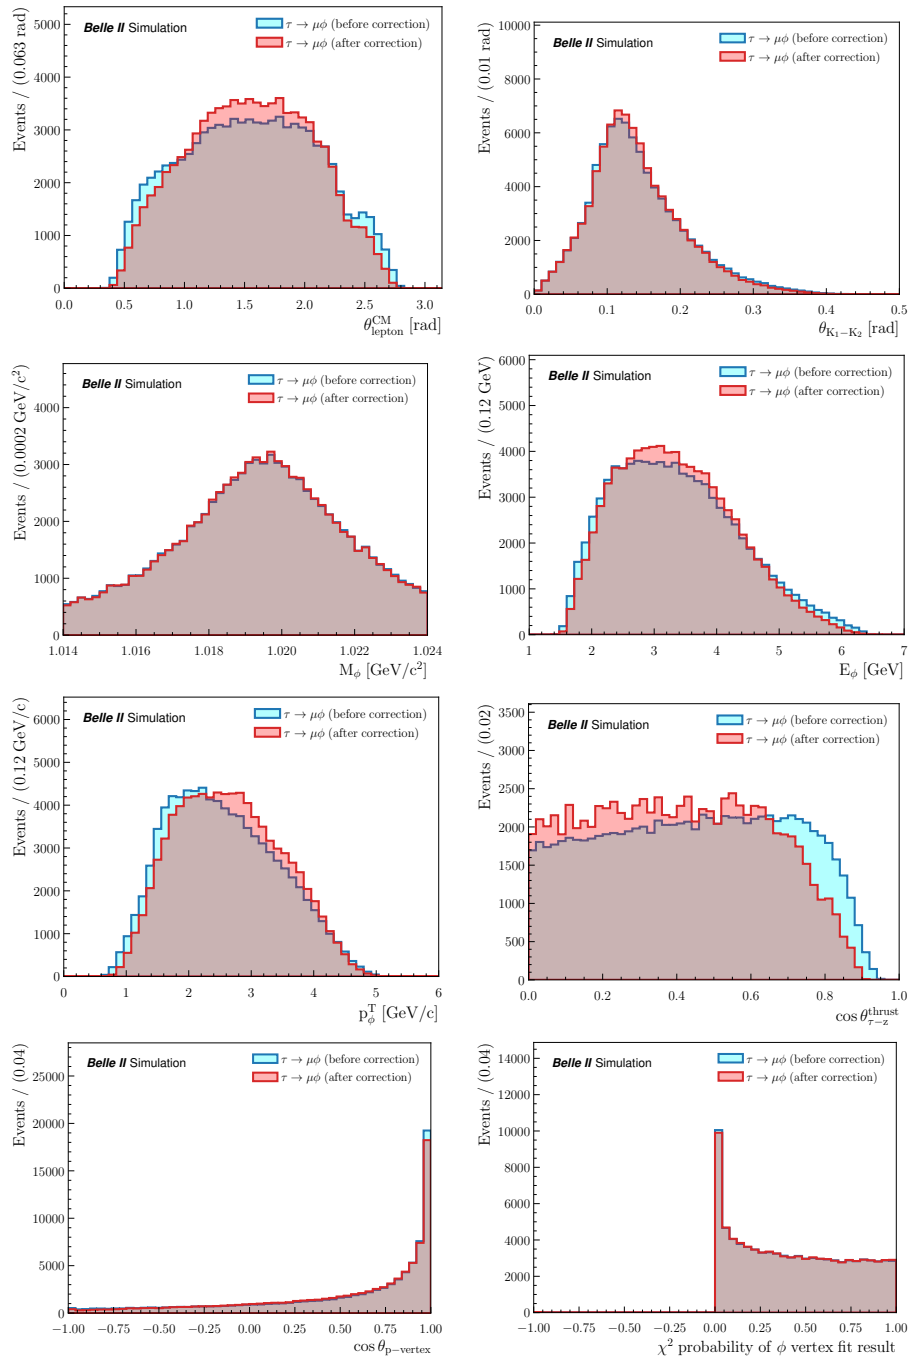 Events / (0.063 rad)
5000
4000
3000
2000
1000
0
Belle II Simulation
τ → μϕ (before correction)
τ → μϕ (after correction)
0.0 0.5 1.0 1.5 2.0 2.5 3.0
θ^CM_lepton [rad]
Events / (0.01 rad)
10000
8000
6000
4000
2000
0
Belle II Simulation
τ → μϕ (before correction)
τ → μϕ (after correction)
0.0 0.1 0.2 0.3 0.4 0.5
θ_K₁−K₂ [rad]
Events / (0.0002 GeV/c²)
4000
3000
2000
1000
0
Belle II Simulation
τ → μϕ (before correction)
τ → μϕ (after correction)
1.014 1.016 1.018 1.020 1.022 1.024
M_ϕ [GeV/c²]
Events / (0.12 GeV)
6000
5000
4000
3000
2000
1000
0
Belle II Simulation
τ → μϕ (before correction)
τ → μϕ (after correction)
1 2 3 4 5 6 7
E_ϕ [GeV]
Events / (0.12 GeV/c)
6000
5000
4000
3000
2000
1000
0
Belle II Simulation
τ → μϕ (before correction)
τ → μϕ (after correction)
0 1 2 3 4 5 6
p^T_ϕ [GeV/c]
Events / (0.02)
3500
3000
2500
2000
1500
1000
500
0
Belle II Simulation
τ → μϕ (before correction)
τ → μϕ (after correction)
0.0 0.2 0.4 0.6 0.8 1.0
cos θ^thrust_τ−z
Events / (0.04)
25000
20000
15000
10000
5000
0
Belle II Simulation
τ → μϕ (before correction)
τ → μϕ (after correction)
−1.00 −0.75 −0.50 −0.25 0.00 0.25 0.50 0.75 1.00
cos θ_p−vertex
Events / (0.04)
14000
12000
10000
8000
6000
4000
2000
0
Belle II Simulation
τ → μϕ (before correction)
τ → μϕ (after correction)
−1.00 −0.75 −0.50 −0.25 0.00 0.25 0.50 0.75 1.00
χ² probability of ϕ vertex fit result